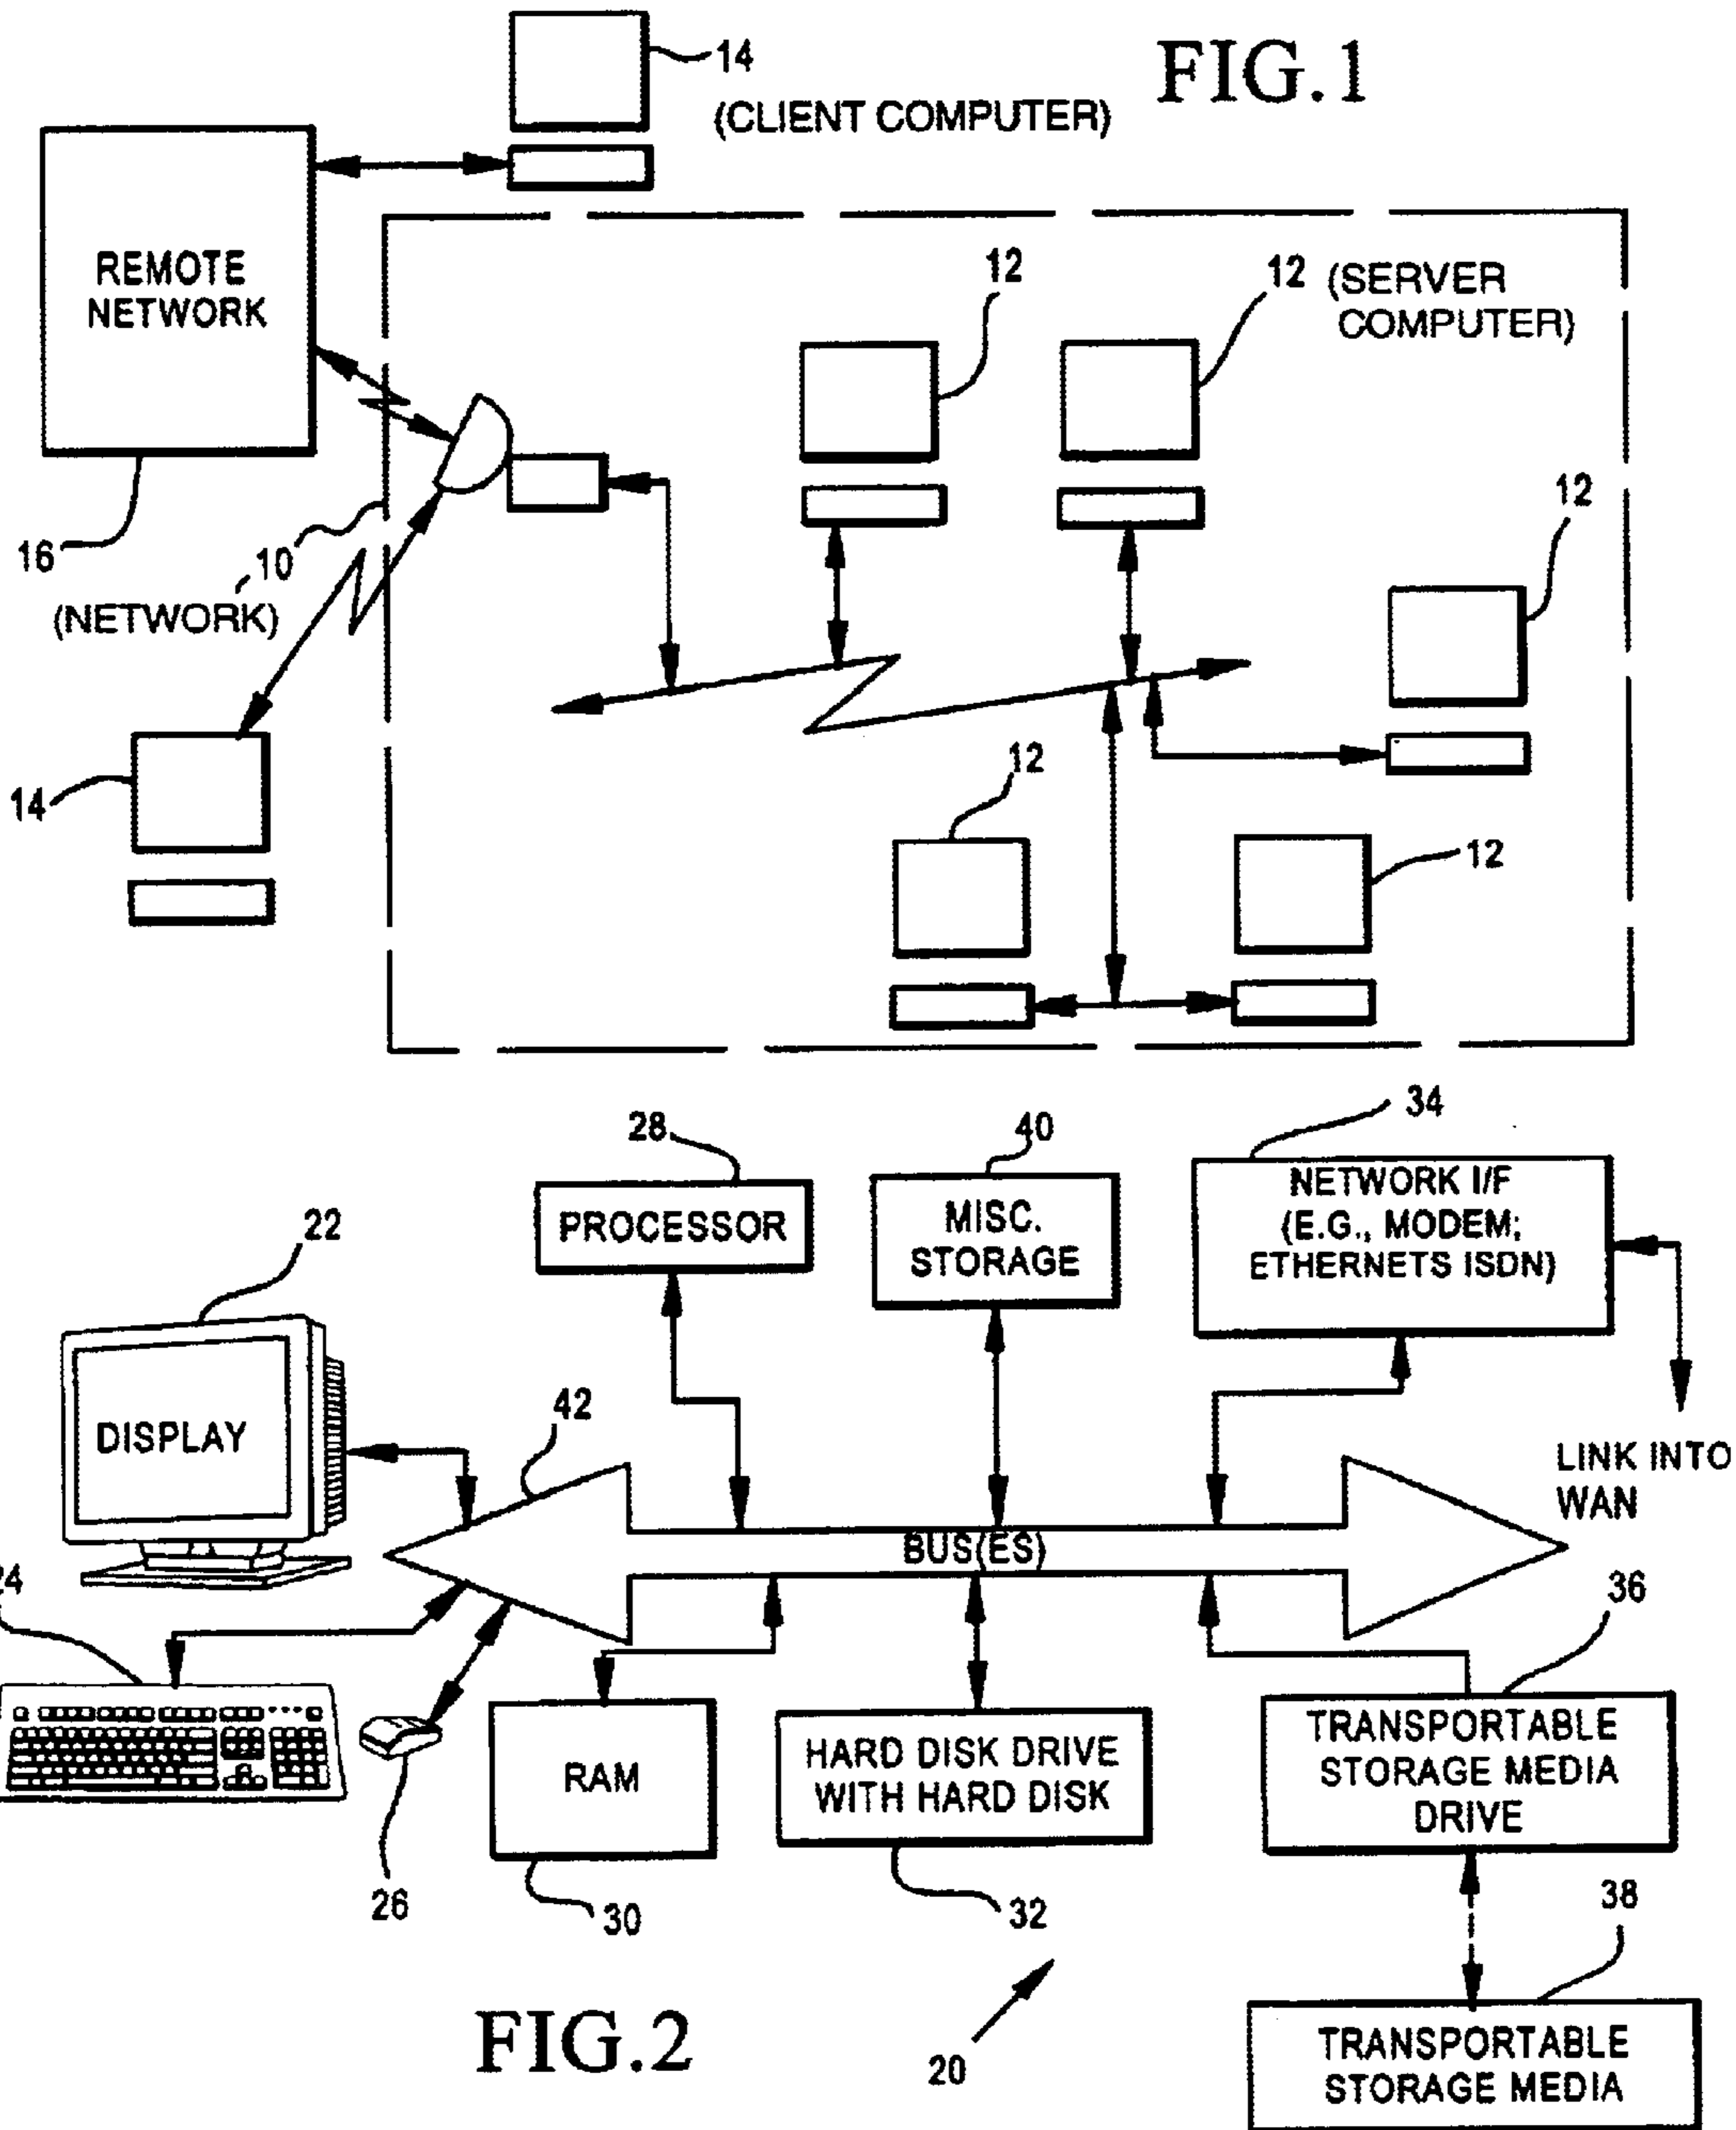 FIG.1
14
(CLIENT COMPUTER)
REMOTE
NETWORK
12
12
(SERVER
COMPUTER)
12
16
10
(NETWORK)
14
12
12
28
40
34
PROCESSOR
MISC.
STORAGE
NETWORK I/F
(E.G., MODEM;
ETHERNETS ISDN)
22
DISPLAY
42
LINK INTO
WAN
BUS(ES)
24
36
RAM
HARD DISK DRIVE
WITH HARD DISK
TRANSPORTABLE
STORAGE MEDIA
DRIVE
26
30
32
38
FIG.2
20
TRANSPORTABLE
STORAGE MEDIA